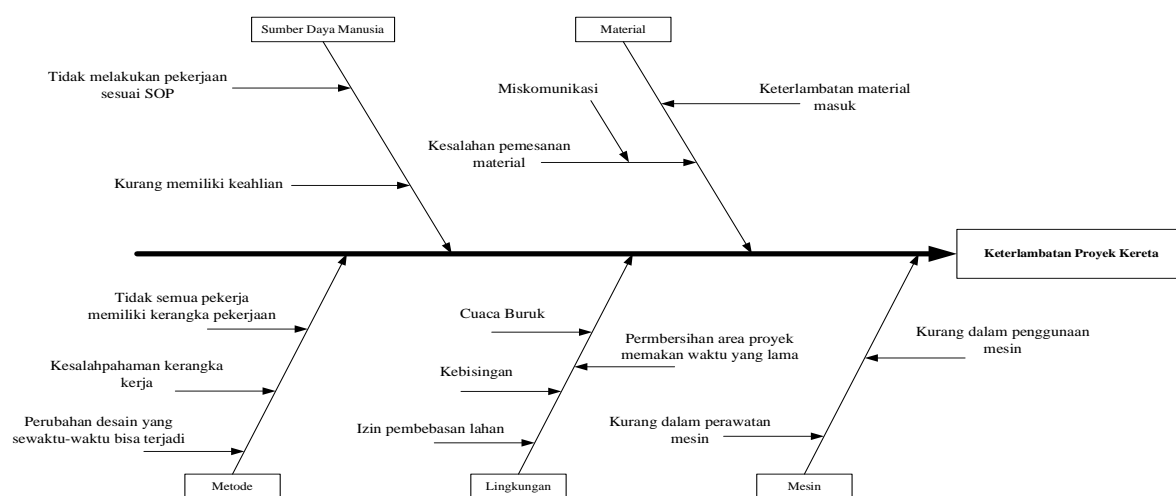 Sumber Daya Manusia
Material
Tidak melakukan pekerjaan
sesuai SOP
Miskomunikasi
Keterlambatan material
masuk
Kesalahan pemesanan
material
Kurang memiliki keahlian
Keterlambatan Proyek Kereta
Tidak semua pekerja
memiliki kerangka pekerjaan
Cuaca Buruk
Permbersihan area proyek
memakan waktu yang lama
Kurang dalam penggunaan
mesin
Kesalahpahaman kerangka
kerja
Kebisingan
Perubahan desain yang
sewaktu-waktu bisa terjadi
Izin pembebasan lahan
Kurang dalam perawatan
mesin
Metode
Lingkungan
Mesin